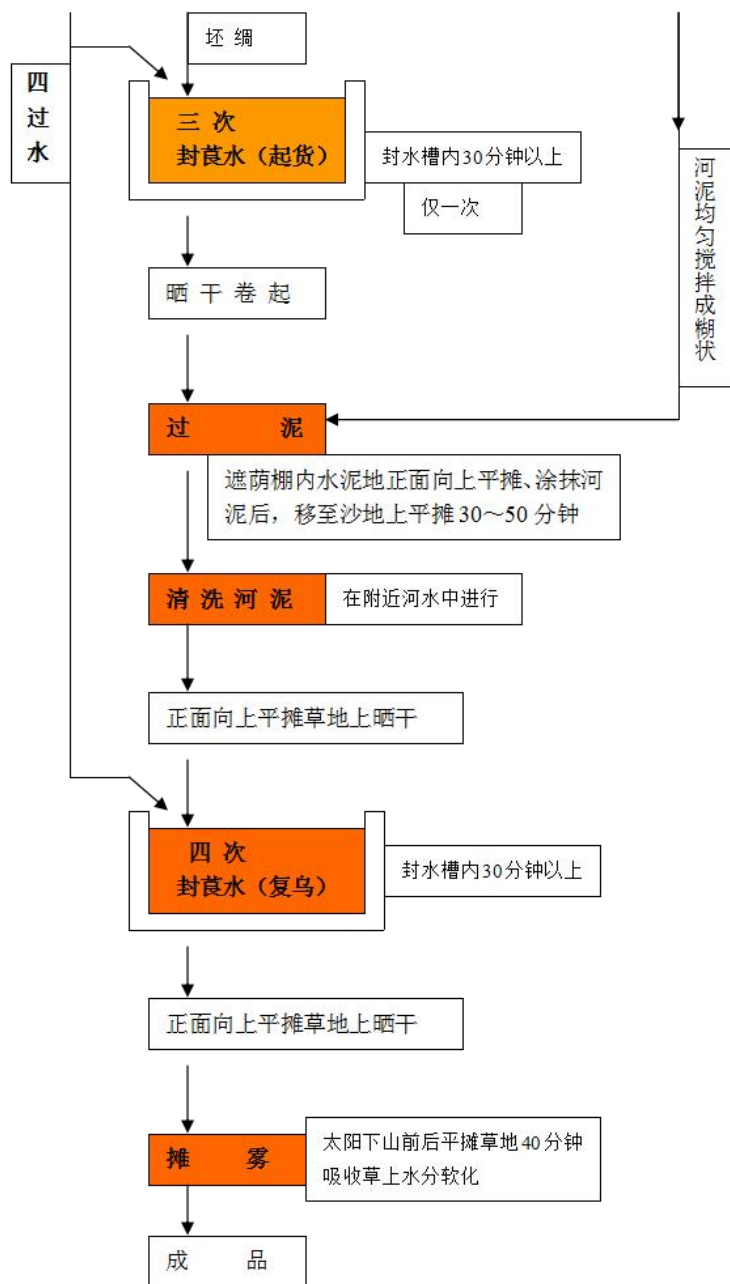 坯 绸
四
过
水
三 次
封莨水（起货）
封水槽内30分钟以上
仅一次
河泥均匀搅拌成糊状
晒 干 卷 起
过 泥
遮荫棚内水泥地正面向上平摊、涂抹河
泥后，移至沙地上平摊30～50 分钟
清 洗 河 泥
在附近河水中进行
正面向上平摊草地上晒干
四 次
封莨水（复乌）
封水槽内30分钟以上
正面向上平摊草地上晒干
摊 雾
太阳下山前后平摊草地40分钟
吸收草上水分软化
成 品